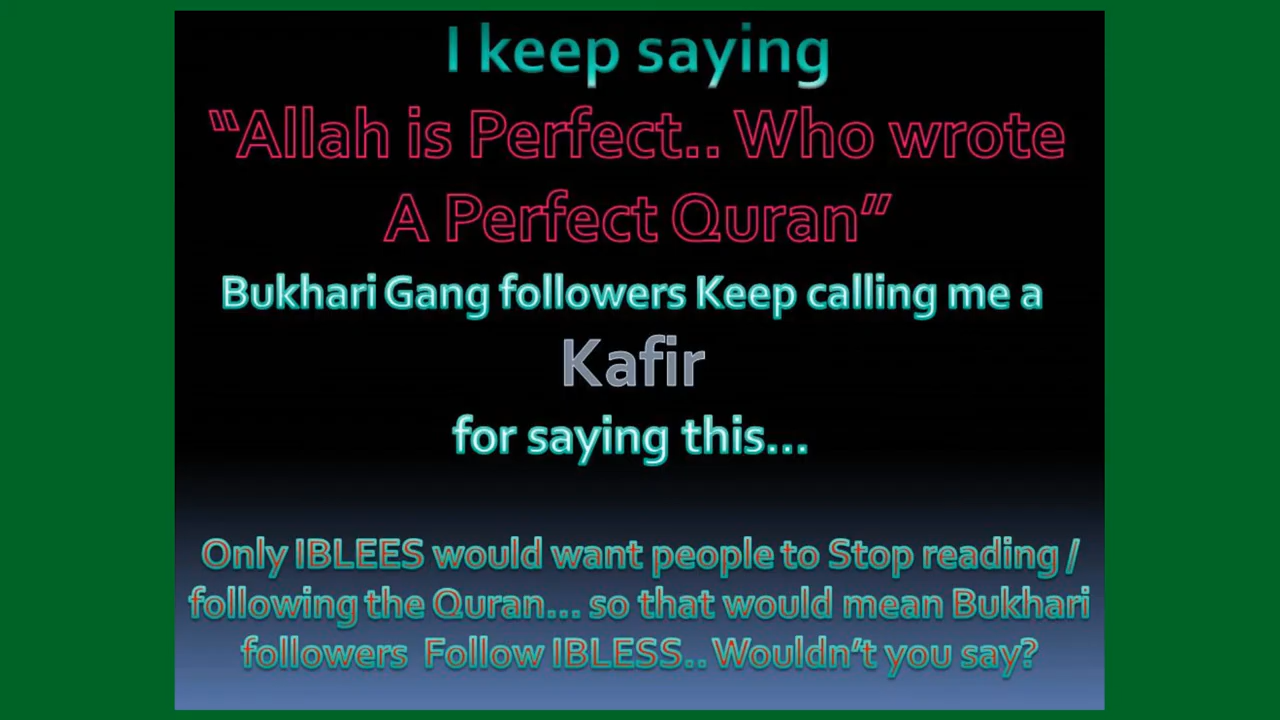 I keep saying
“Allah is Perfect.. Who wrote
A Perfect Quran”
Bukhari Gang followers Keep calling me a
Kafir
for saying this...
Only IBLEES would want people to Stop reading /
following the Quran... so that would mean Bukhari
followers Follow IBLESS.. Wouldn’t you say?